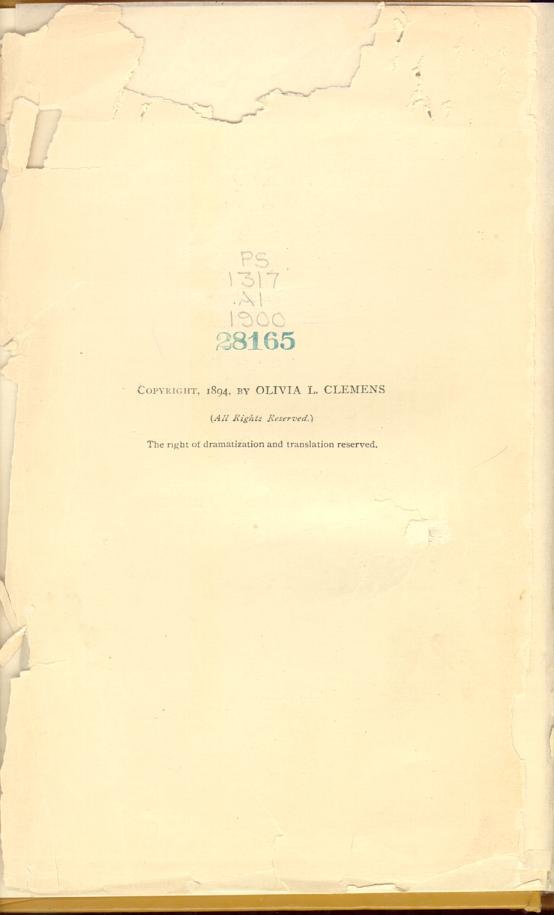 PS
1317
.A1
1900
28165
COPYRIGHT, 1894, BY OLIVIA L. CLEMENS
(All Rights Reserved.)
The right of dramatization and translation reserved.